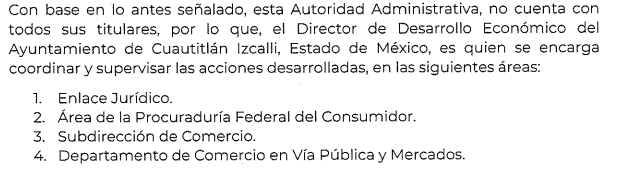 Con base en lo antes señalado, esta Autoridad Administrativa, no cuenta con
todos sus titulares, por lo que, el Director de Desarrollo Económico del
Ayuntamiento de Cuautitlán Izcalli, Estado de México, es quien se encarga
coordinar y supervisar las acciones desarrolladas, en las siguientes áreas:
1. Enlace Jurídico.
2. Área de la Procuraduría Federal del Consumidor.
3. Subdirección de Comercio.
4. Departamento de Comercio en Vía Pública y Mercados.